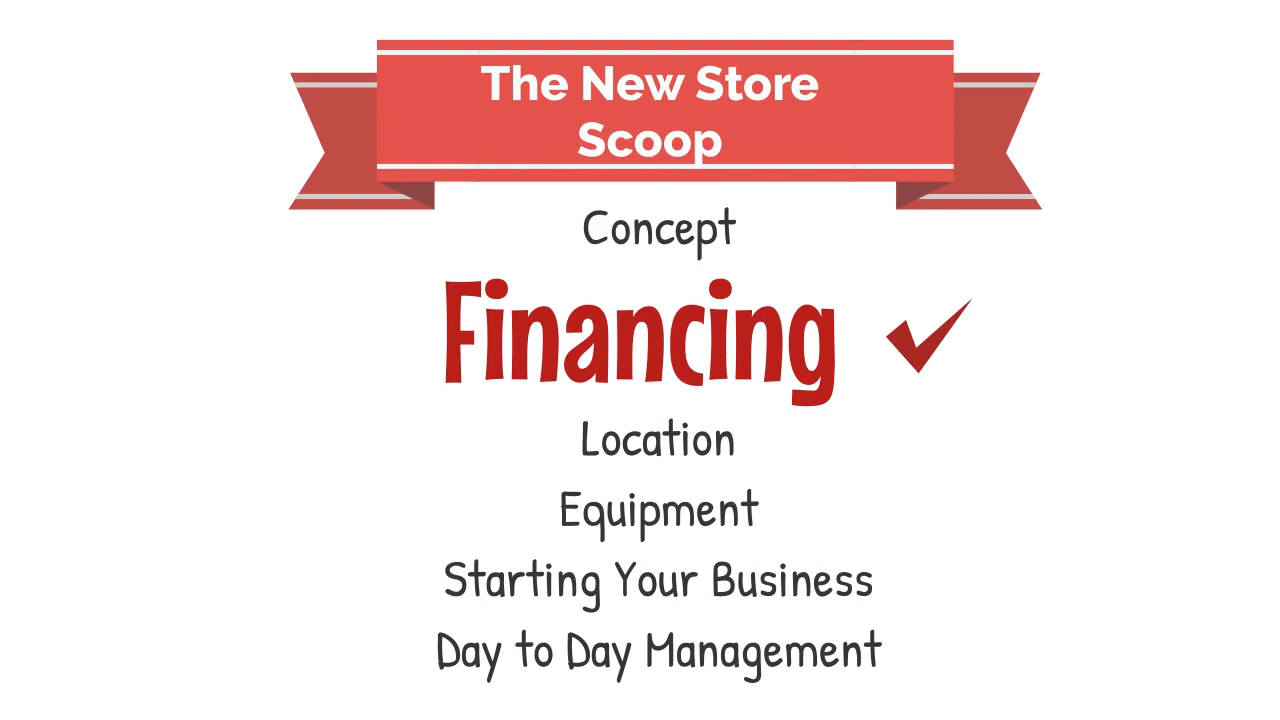 The New Store
Scoop
Concept
Financing
Location
Equipment
Starting Your Business
Day to Day Management